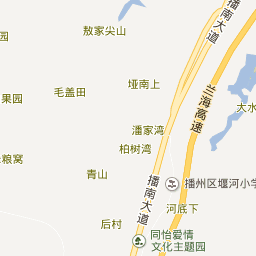 敖家尖山
播南大道
园
垭南上
毛盖田
果园
兰海高速
大水
潘家湾
柏树湾
粮窝
青山
播州区堰河小学
播南大道
河底下
后村
同怡爱情
文化主题园